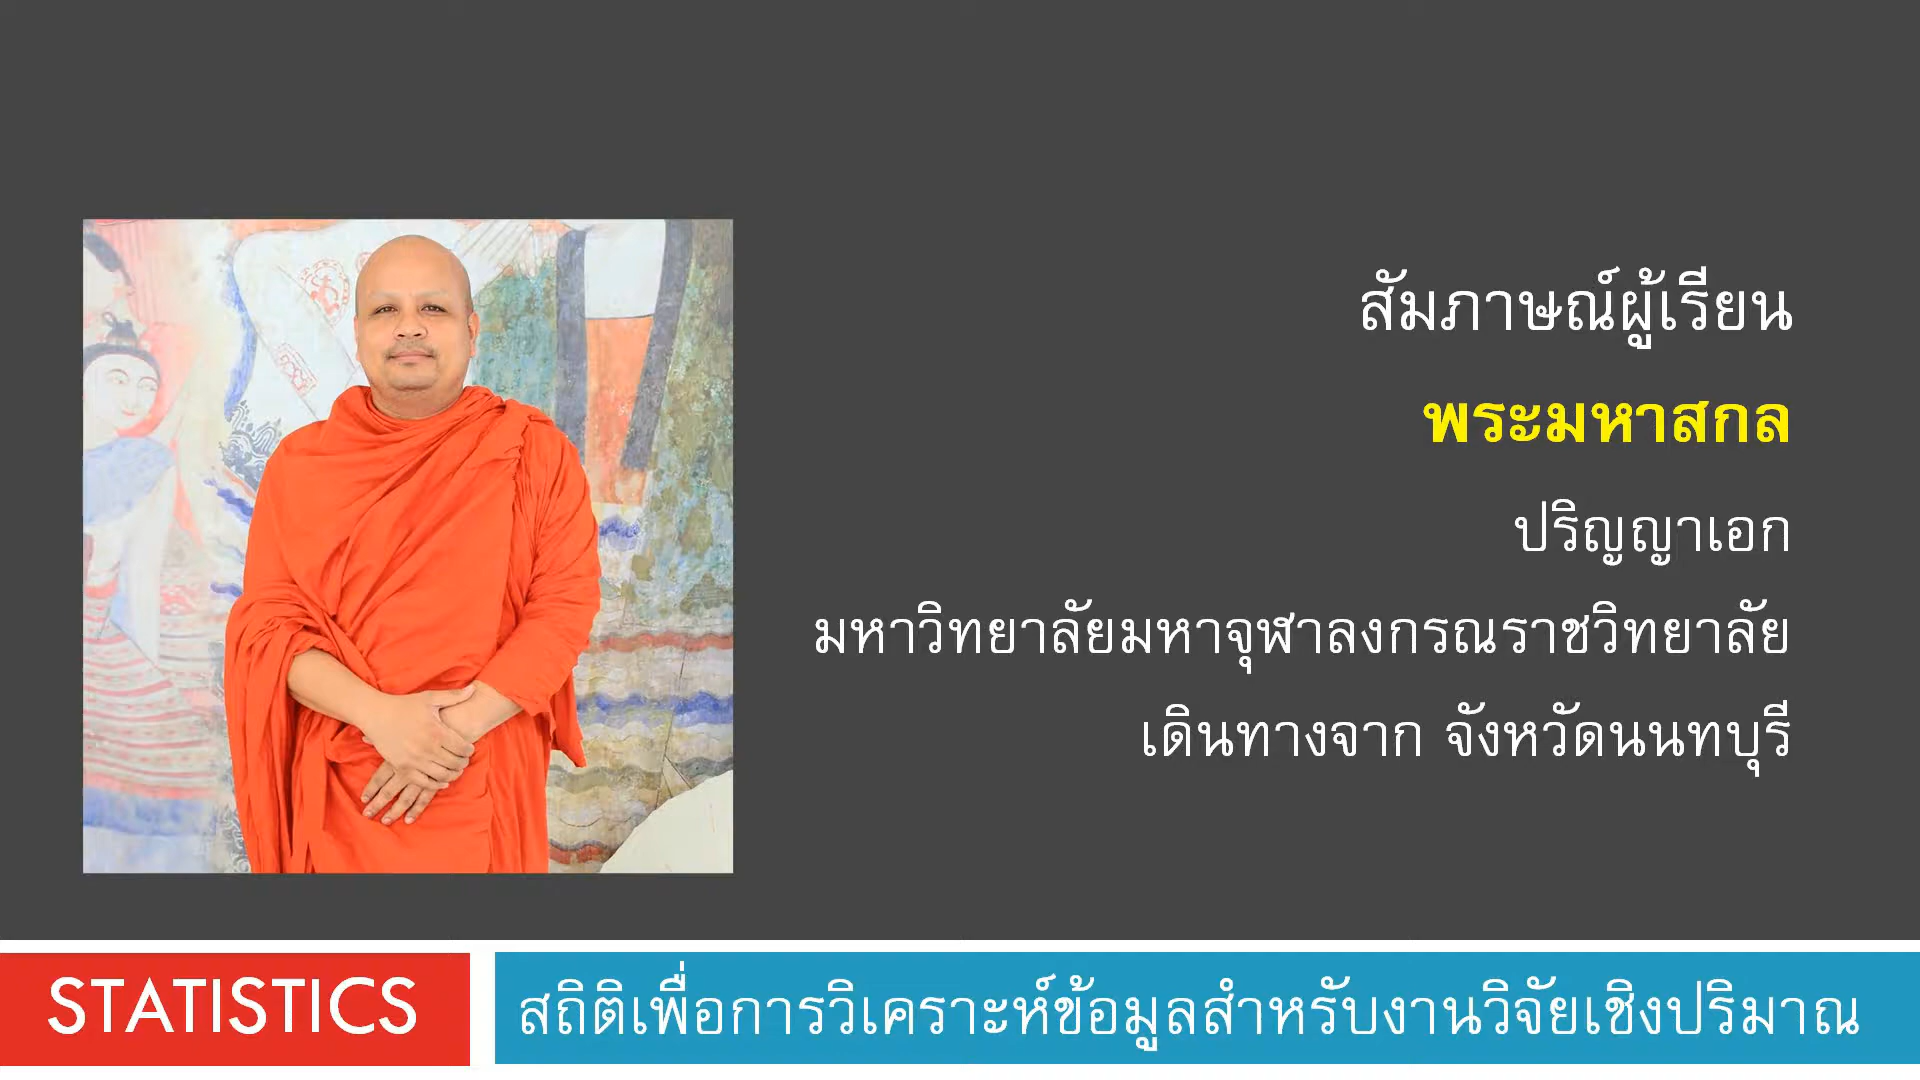 สัมภาษณ์ผู้เรียน
พระมหาสกล
ปริญญาเอก
มหาวิทยาลัยมหาจุฬาลงกรณราชวิทยาลัย
เดินทางจาก จังหวัดนนทบุรี
STATISTICS
สถิติเพื่อการวิเคราะห์ข้อมูลสำหรับงานวิจัยเชิงปริมาณ